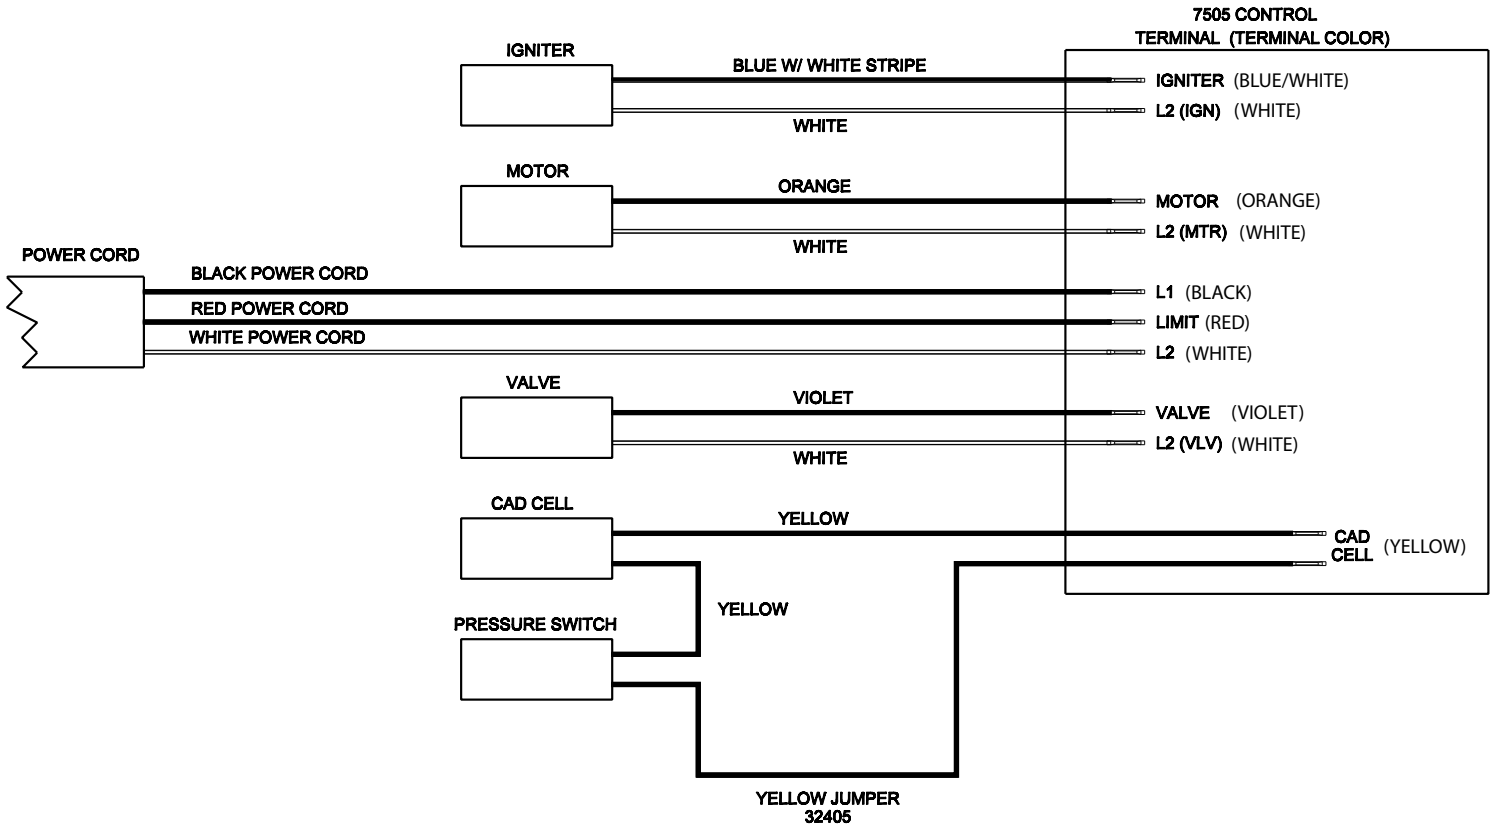 7505 CONTROL
TERMINAL (TERMINAL COLOR)
IGNITER
BLUE W/ WHITE STRIPE
IGNITER (BLUE/WHITE)
WHITE
L2 (IGN) (WHITE)
MOTOR
ORANGE
MOTOR (ORANGE)
WHITE
L2 (MTR) (WHITE)
POWER CORD
BLACK POWER CORD
L1 (BLACK)
RED POWER CORD
LIMIT (RED)
WHITE POWER CORD
L2 (WHITE)
VALVE
VIOLET
VALVE (VIOLET)
WHITE
L2 (VLV) (WHITE)
CAD CELL
YELLOW
CAD
CELL (YELLOW)
YELLOW
PRESSURE SWITCH
YELLOW JUMPER
32405